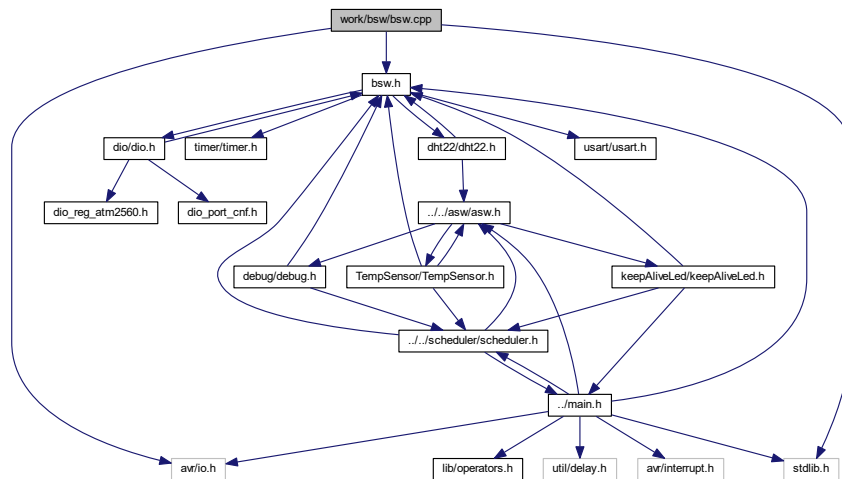 work/bsw/bsw.cpp
bsw.h
dio/dio.h
timer/timer.h
dht22/dht22.h
usart/usart.h
dio_reg_atm2560.h
dio_port_cnf.h
../../asw/asw.h
debug/debug.h
TempSensor/TempSensor.h
keepAliveLed/keepAliveLed.h
../../scheduler/scheduler.h
../main.h
avr/io.h
lib/operators.h
util/delay.h
avr/interrupt.h
stdlib.h